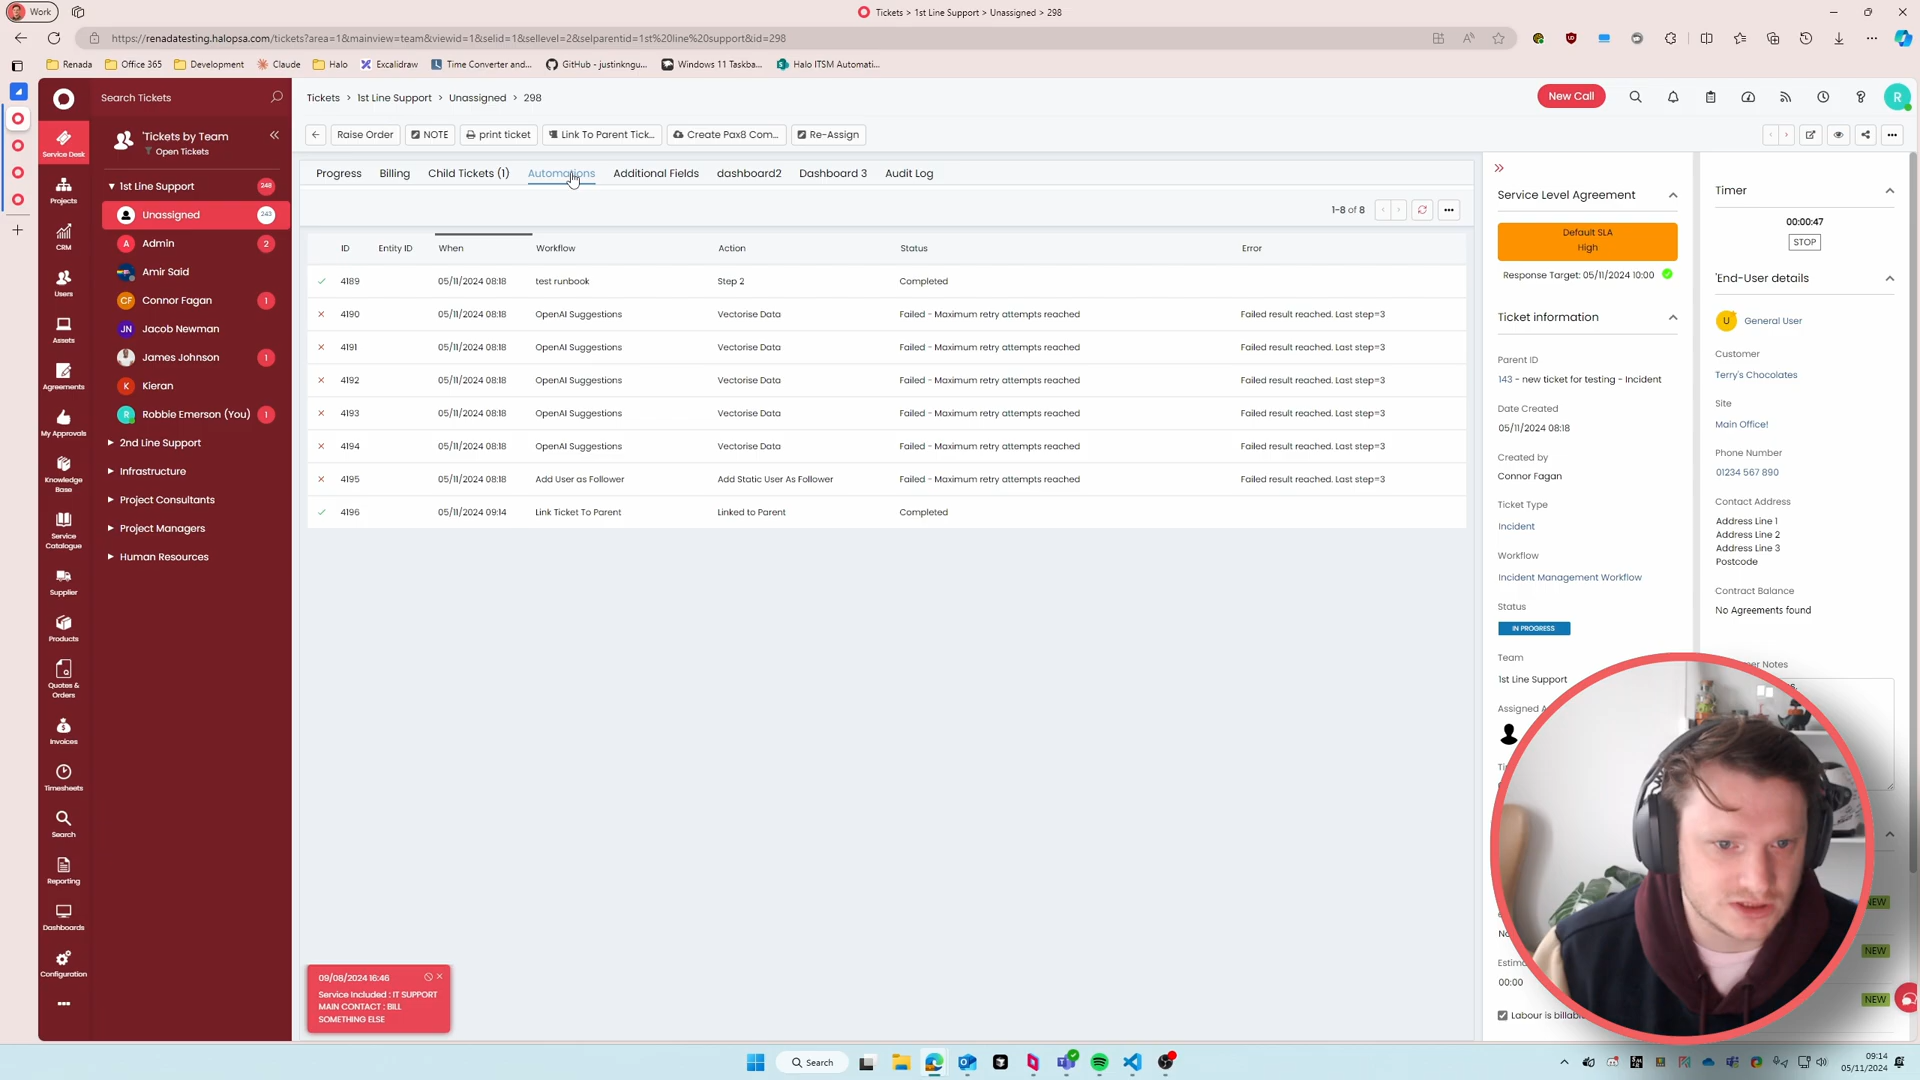 Work
Tickets > 1st Line Support > Unassigned > 298
https://renadatesting.halopsa.com/tickets?area=1&mainview=team&viewid=1&selid=1&sellevel=2&selparentid=1st%20line%20support&id=298
Renada
Office 365
Development
Claude
Halo
Excalidraw
Time Converter and...
GitHub - justinkngu...
Windows 11 Taskba...
Halo ITSM Automati...
Search Tickets
Tickets > 1st Line Support > Unassigned > 298
New Call
R
'Tickets by Team
Open Tickets
Raise Order
NOTE
print ticket
Link To Parent Tick...
Create Pax8 Com...
Re-Assign
Service Desk
Projects
CRM
Users
Assets
Agreements
My Approvals
Knowledge Base
Service Catalogue
Supplier
Products
Quotes & Orders
Invoices
Timesheets
Search
Reporting
Dashboards
Configuration
1st Line Support 248
Unassigned 243
A Admin 2
Amir Said
CF Connor Fagan 1
JN Jacob Newman
James Johnson 1
K Kieran
R Robbie Emerson (You) 1
2nd Line Support
Infrastructure
Project Consultants
Project Managers
Human Resources
Progress
Billing
Child Tickets (1)
Automations
Additional Fields
dashboard2
Dashboard 3
Audit Log
1-8 of 8
ID Entity ID When Workflow Action Status Error
4189 05/11/2024 08:18 test runbook Step 2 Completed
4190 05/11/2024 08:18 OpenAI Suggestions Vectorise Data Failed - Maximum retry attempts reached Failed result reached. Last step=3
4191 05/11/2024 08:18 OpenAI Suggestions Vectorise Data Failed - Maximum retry attempts reached Failed result reached. Last step=3
4192 05/11/2024 08:18 OpenAI Suggestions Vectorise Data Failed - Maximum retry attempts reached Failed result reached. Last step=3
4193 05/11/2024 08:18 OpenAI Suggestions Vectorise Data Failed - Maximum retry attempts reached Failed result reached. Last step=3
4194 05/11/2024 08:18 OpenAI Suggestions Vectorise Data Failed - Maximum retry attempts reached Failed result reached. Last step=3
4195 05/11/2024 08:18 Add User as Follower Add Static User As Follower Failed - Maximum retry attempts reached Failed result reached. Last step=3
4196 05/11/2024 09:14 Link Ticket To Parent Linked to Parent Completed
09/08/2024 16:46
Service Included : IT SUPPORT
MAIN CONTACT : BILL
SOMETHING ELSE
Service Level Agreement
Default SLA
High
Response Target: 05/11/2024 10:00
Ticket information
Parent ID
143 - new ticket for testing - Incident
Date Created
05/11/2024 08:18
Created by
Connor Fagan
Ticket Type
Incident
Workflow
Incident Management Workflow
Status
IN PROGRESS
Team
1st Line Support
Assigned A
00:00
Labour is billab
Timer
00:00:47
STOP
'End-User details
U General User
Customer
Terry's Chocolates
Site
Main Office!
Phone Number
01234 567 890
Contact Address
Address Line 1
Address Line 2
Address Line 3
Postcode
Contract Balance
No Agreements found
Notes
NEW
NEW
NEW
Search
09:14
05/11/2024